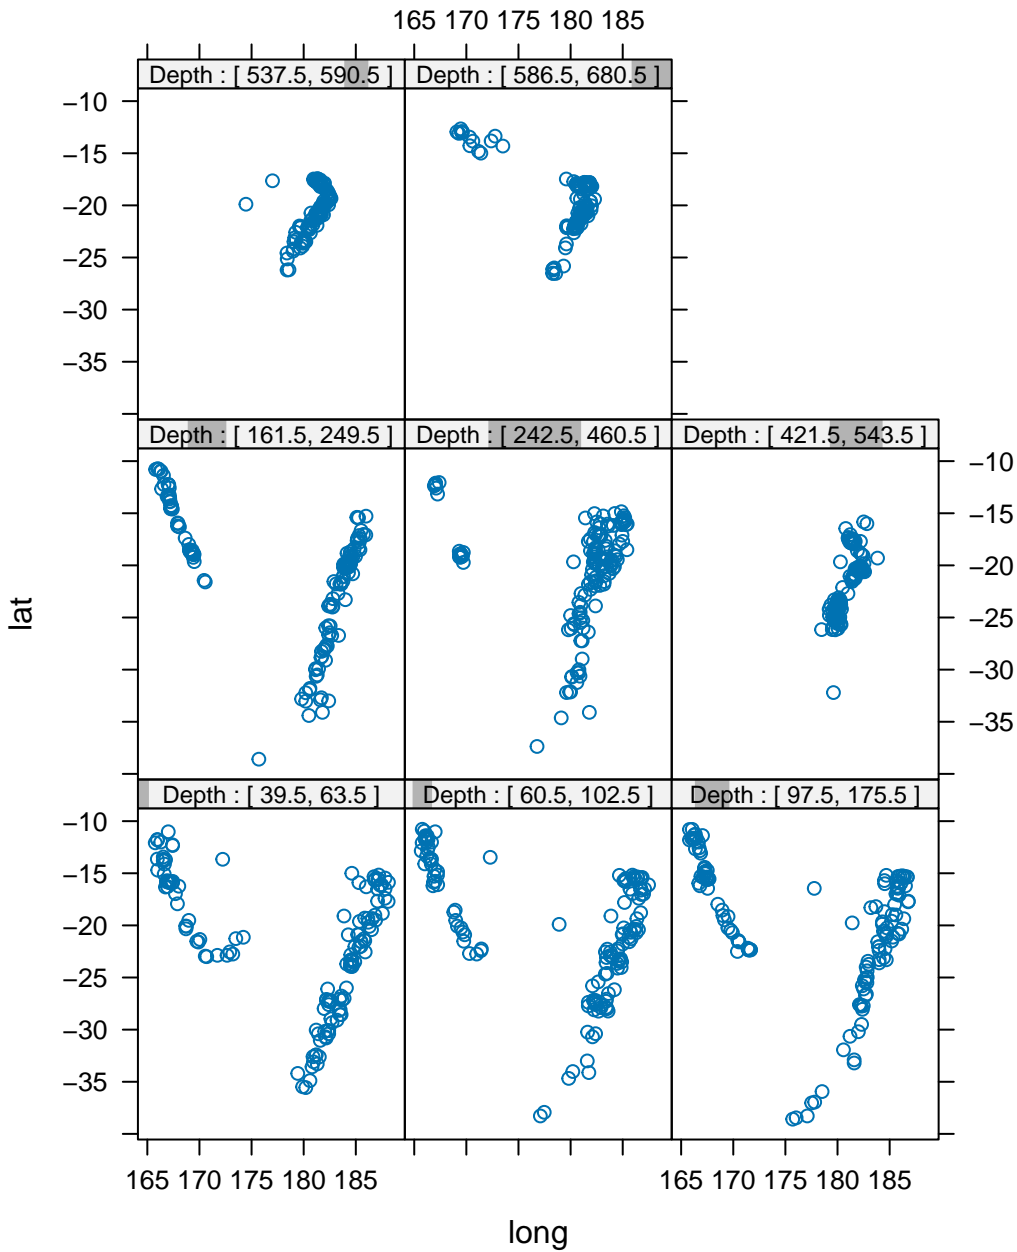 165 170 175 180 185
Depth : [ 537.5, 590.5 ] Depth : [ 586.5, 680.5 ]
−10
−15
−20
−25
−30
−35
Depth : [ 161.5, 249.5 ] Depth : [ 242.5, 460.5 ] Depth : [ 421.5, 543.5 ]
−10
−15
−20
−25
−30
−35
lat
Depth : [ 39.5, 63.5 ] Depth : [ 60.5, 102.5 ] Depth : [ 97.5, 175.5 ]
−10
−15
−20
−25
−30
−35
165 170 175 180 185 165 170 175 180 185
long